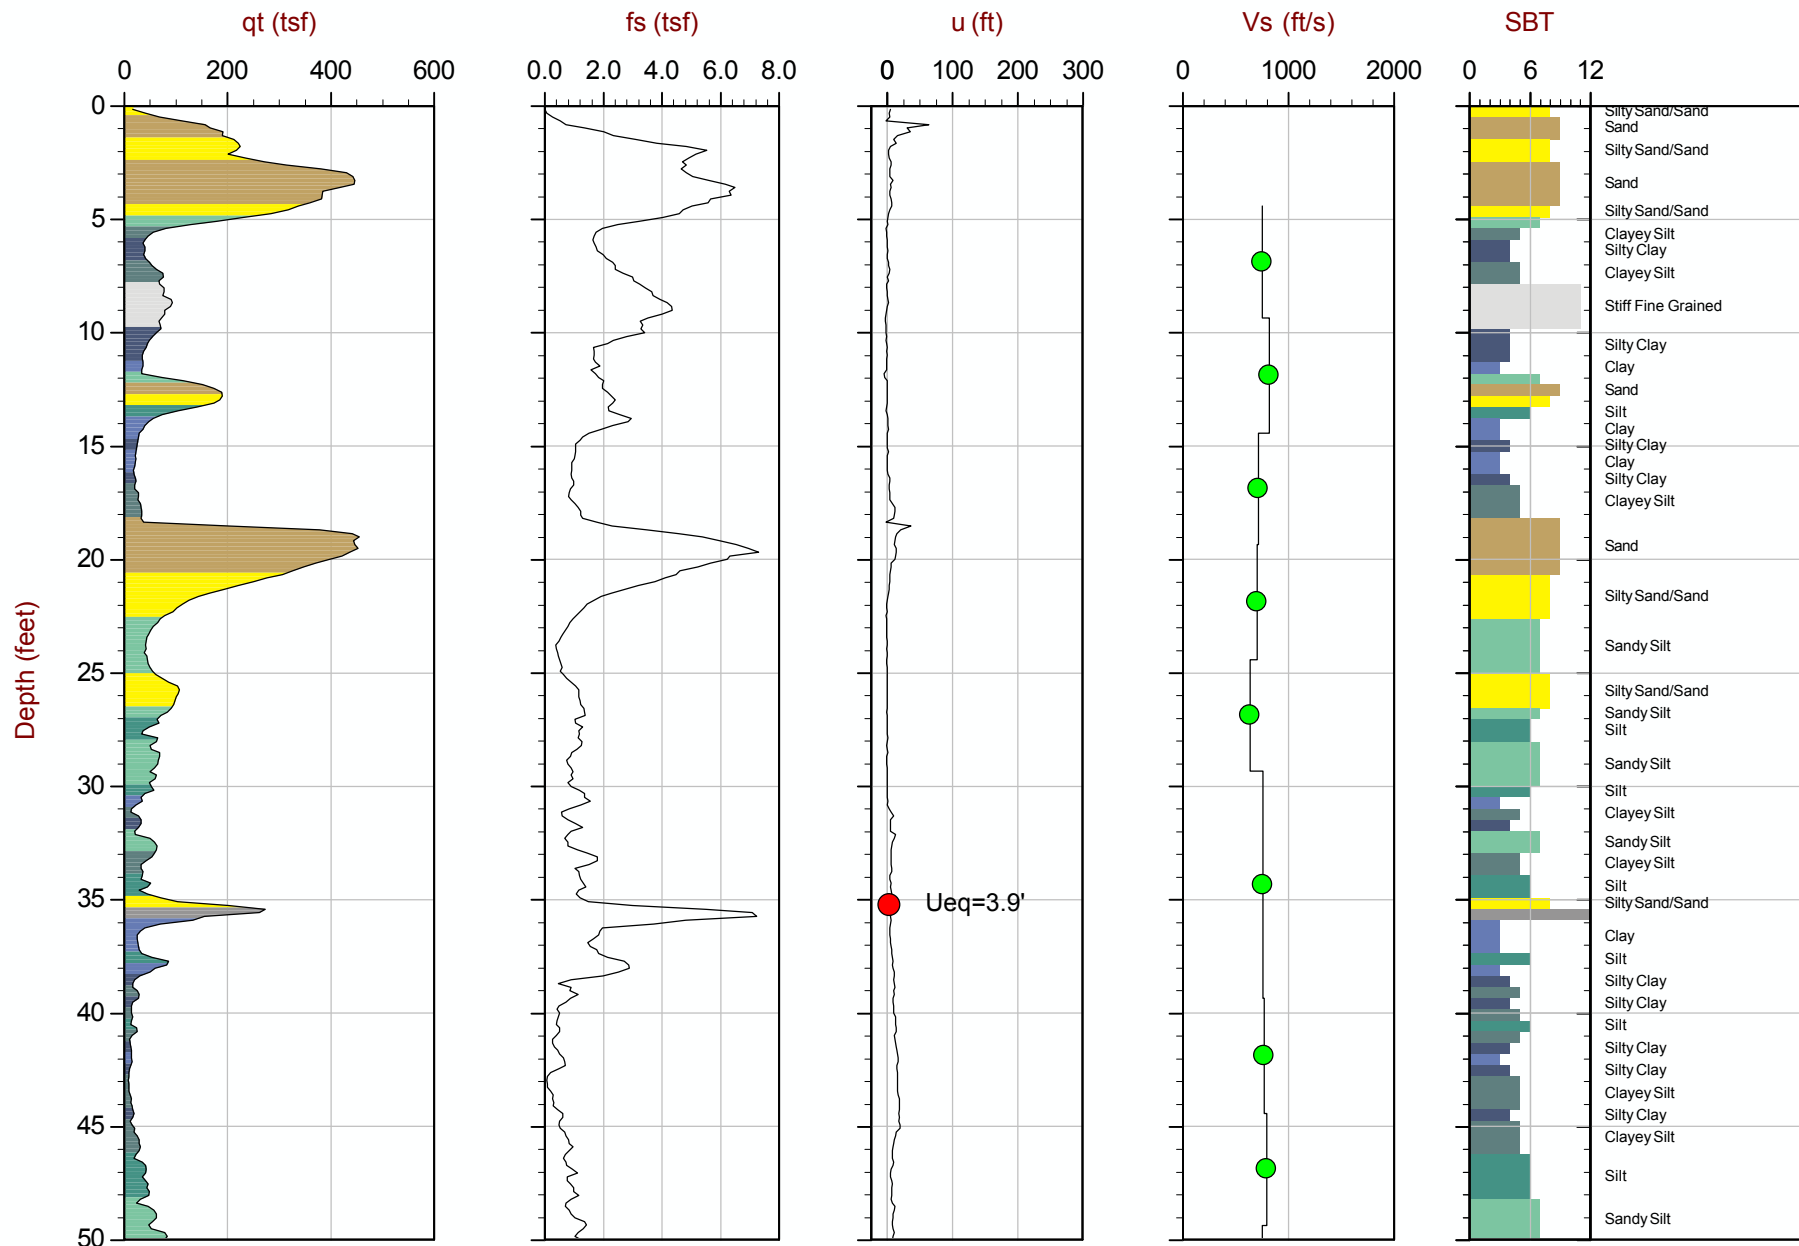 qt (tsf) fs (tsf) u (ft) Vs (ft/s) SBT
0 200 400 600 0.0 2.0 4.0 6.0 8.0 0 100 200 300 0 1000 2000 0 6 12
0
Silty Sand/Sand
Sand
Silty Sand/Sand
Sand
Silty Sand/Sand
5
Clayey Silt
Silty Clay
Clayey Silt
Stiff Fine Grained
10
Silty Clay
Clay
Sand
Silt
Clay
15
Silty Clay
Clay
Silty Clay
Clayey Silt
Sand
20
Silty Sand/Sand
Sandy Silt
25
Silty Sand/Sand
Sandy Silt
Silt
Sandy Silt
30
Silt
Clayey Silt
Sandy Silt
Clayey Silt
Silt
35
Ueq=3.9'
Silty Sand/Sand
Clay
Silt
Silty Clay
Silty Clay
40
Silt
Silty Clay
Silty Clay
Clayey Silt
Silty Clay
45
Clayey Silt
Silt
Sandy Silt
50
Depth (feet)